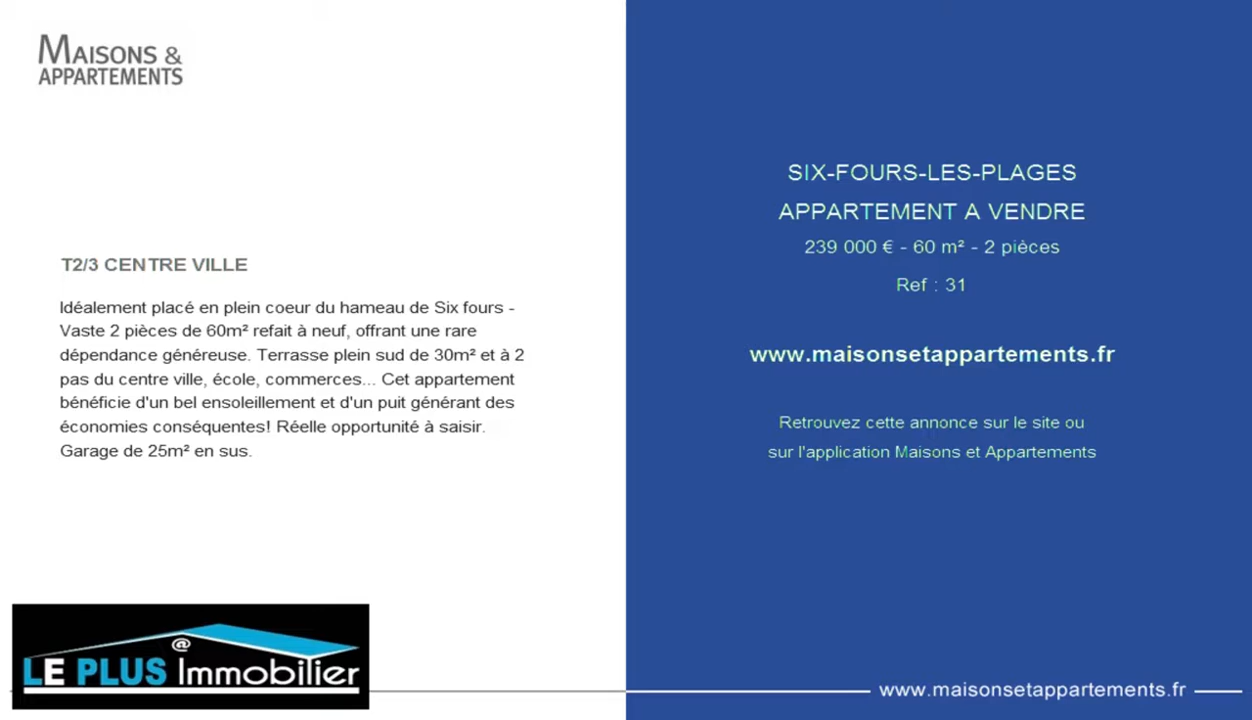 MAISONS &
APPARTEMENTS
T2/3 CENTRE VILLE
Idéalement placé en plein coeur du hameau de Six fours -
Vaste 2 pièces de 60m² refait à neuf, offrant une rare
dépendance généreuse. Terrasse plein sud de 30m² et à 2
pas du centre ville, école, commerces... Cet appartement
bénéficie d'un bel ensoleillement et d'un puit générant des
économies conséquentes! Réelle opportunité à saisir.
Garage de 25m² en sus.
@
LE PLUS Immobilier
SIX-FOURS-LES-PLAGES
APPARTEMENT A VENDRE
239 000 € - 60 m² - 2 pièces
Ref : 31
www.maisonsetappartements.fr
Retrouvez cette annonce sur le site ou
sur l'application Maisons et Appartements
www.maisonsetappartements.fr